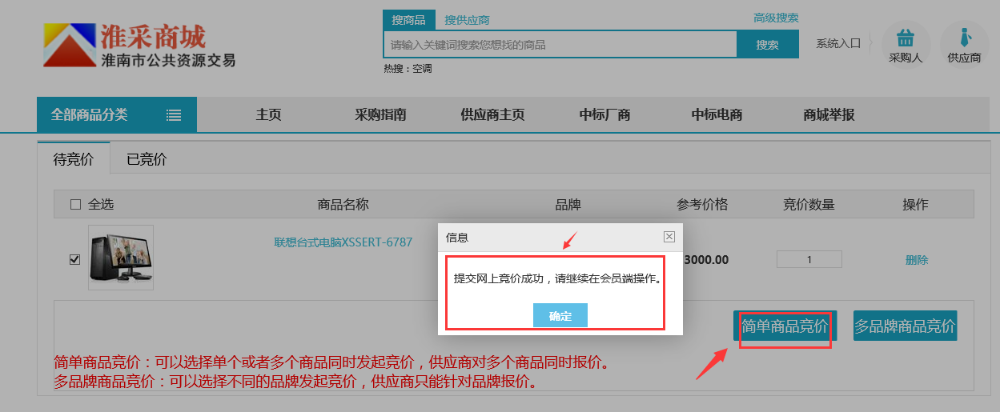 搜商品 搜供应商 高级搜索
淮采商城
淮南市公共资源交易
请输入关键词搜索您想找的商品 搜索
系统入口 采购人 供应商
热搜：空调
全部商品分类 主页 采购指南 供应商主页 中标厂商 中标电商 商城举报
待竞价 已竞价
全选 商品名称 品牌 参考价格 竞价数量 操作
联想台式电脑XSSERT-6787
3000.00 1 删除
信息
提交网上竞价成功，请继续在会员端操作。
确定
简单商品竞价 多品牌商品竞价
简单商品竞价：可以选择单个或者多个商品同时发起竞价，供应商对多个商品同时报价。
多品牌商品竞价：可以选择不同的品牌发起竞价，供应商只能针对品牌报价。